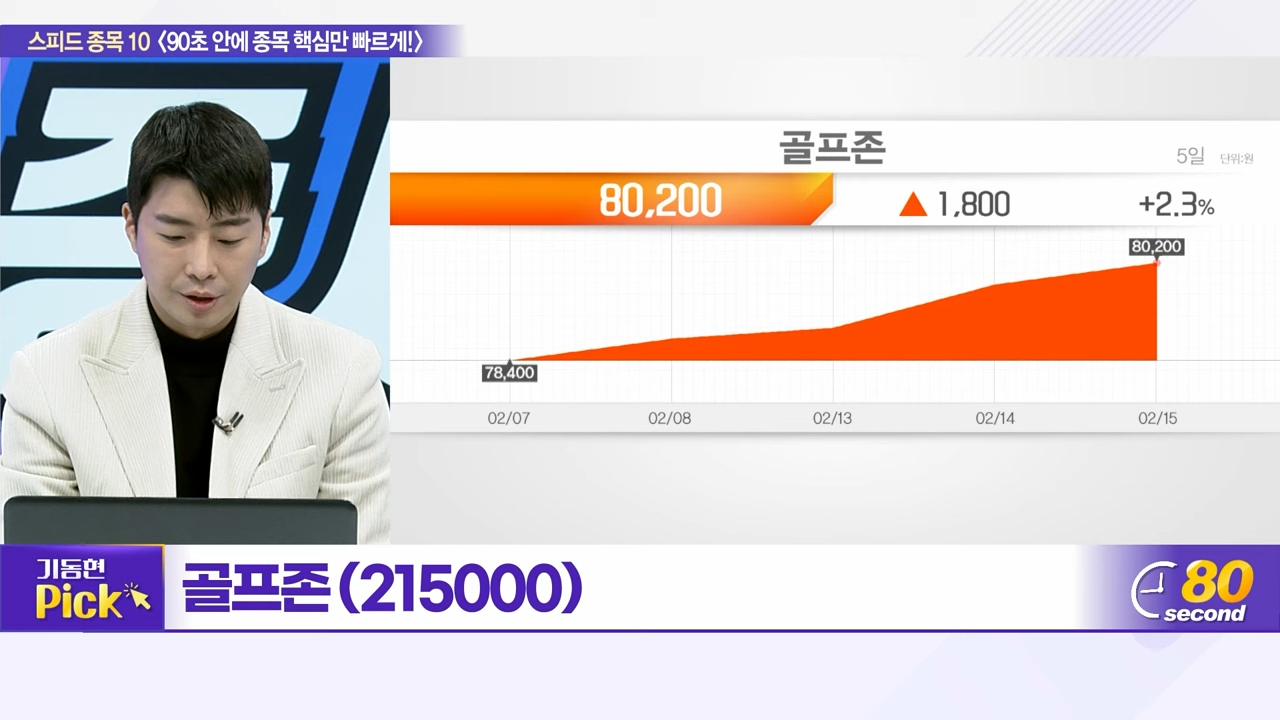 스피드 종목 10 〈90초 안에 종목 핵심만 빠르게!〉
골프존
5일 단위:원
80,200 ▲ 1,800 +2.3%
80,200
78,400
02/07 02/08 02/13 02/14 02/15
기동현
Pick
골프존(215000)
80
second